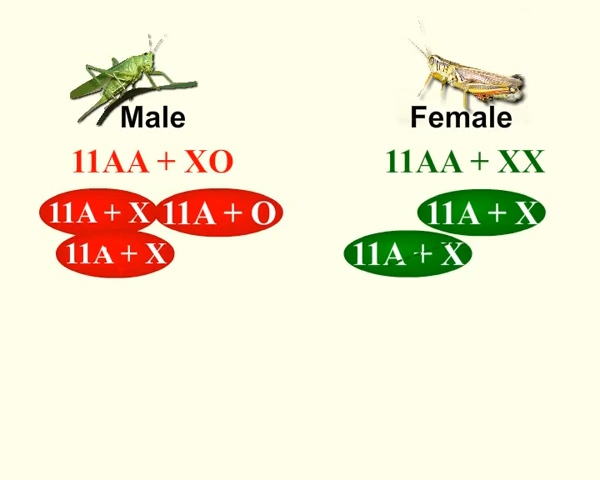 Male Female
11AA + XO 11AA + XX
11A + X 11A + O 11A + X
11A + X 11A + X